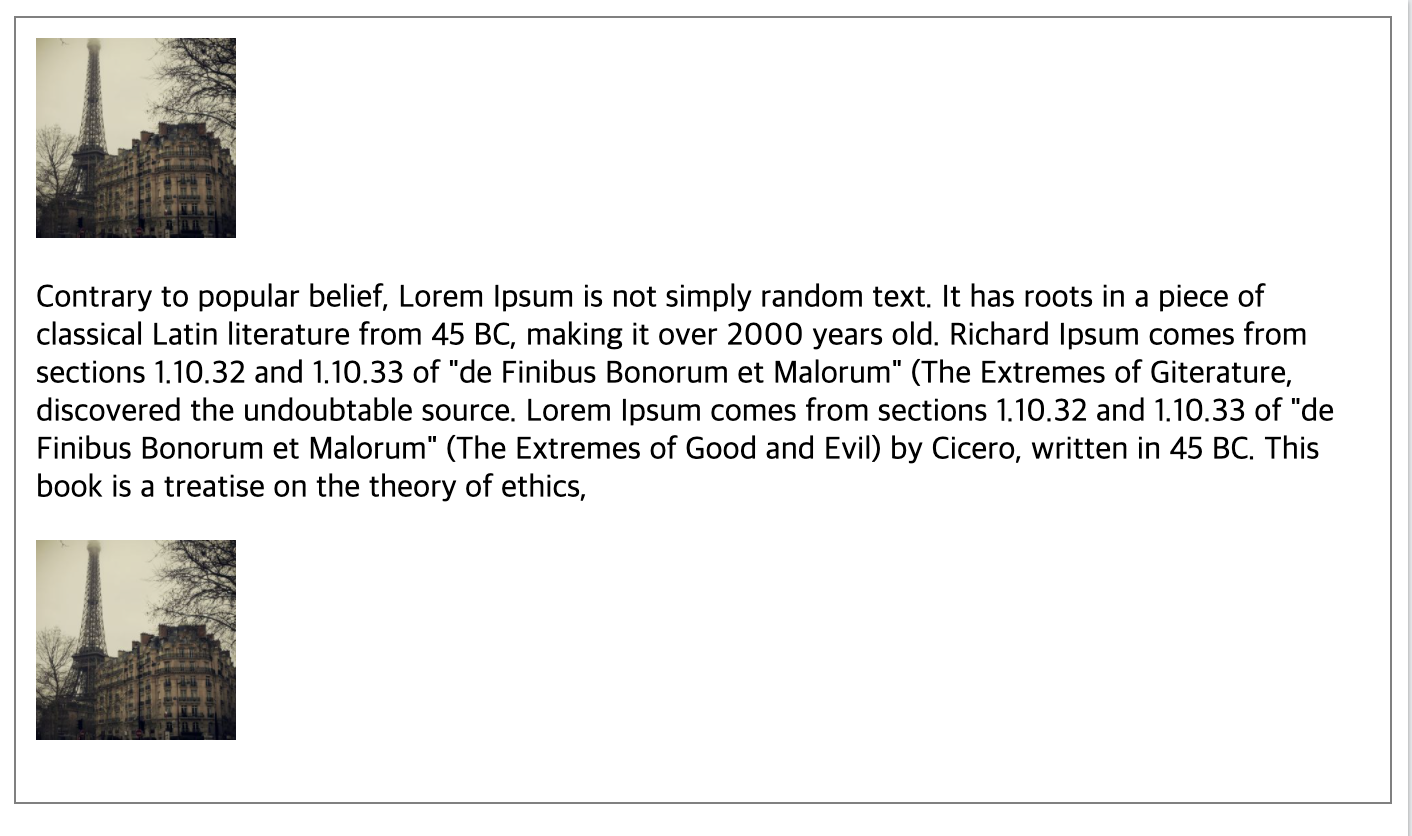 Contrary to popular belief, Lorem Ipsum is not simply random text. It has roots in a piece of
classical Latin literature from 45 BC, making it over 2000 years old. Richard Ipsum comes from
sections 1.10.32 and 1.10.33 of "de Finibus Bonorum et Malorum" (The Extremes of Giterature,
discovered the undoubtable source. Lorem Ipsum comes from sections 1.10.32 and 1.10.33 of "de
Finibus Bonorum et Malorum" (The Extremes of Good and Evil) by Cicero, written in 45 BC. This
book is a treatise on the theory of ethics,